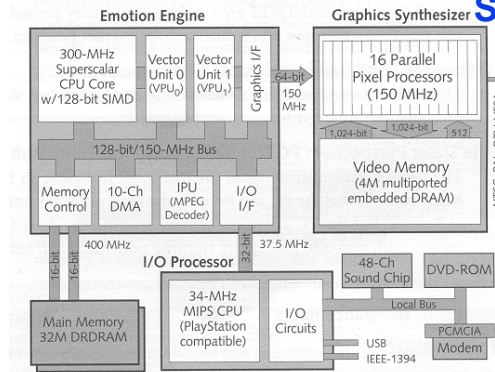 Emotion Engine
Graphics Synthesizer
S
300-MHz
Superscalar
CPU Core
w/128-bit SIMD
Vector
Unit 0
(VPU0)
Vector
Unit 1
(VPU1)
Graphics I/F
64-bit
150
MHz
16 Parallel
Pixel Processors
(150 MHz)
1,024-bit
1,024-bit
512
Video Memory
(4M multiported
embedded DRAM)
128-bit/150-MHz Bus
Memory
Control
10-Ch
DMA
IPU
(MPEG
Decoder)
I/O
I/F
16-bit
16-bit
400 MHz
32-bit
37.5 MHz
Main Memory
32M DRDRAM
I/O Processor
34-MHz
MIPS CPU
(PlayStation
compatible)
I/O
Circuits
48-Ch
Sound Chip
DVD-ROM
Local Bus
PCMCIA
Modem
USB
IEEE-1394